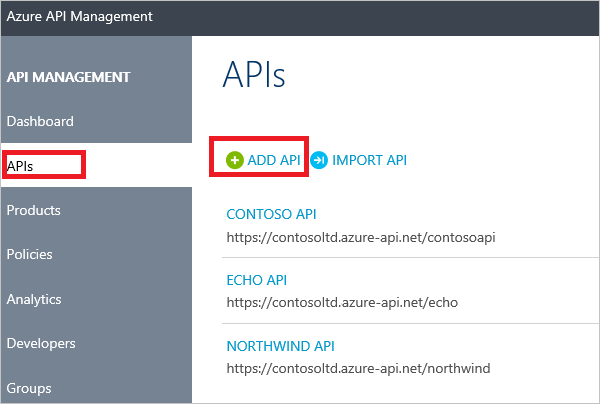 Azure API Management
API MANAGEMENT
Dashboard
APIs
Products
Policies
Analytics
Developers
Groups
APIs
ADD API IMPORT API
CONTOSO API
https://contosoltd.azure-api.net/contosoapi
ECHO API
https://contosoltd.azure-api.net/echo
NORTHWIND API
https://contosoltd.azure-api.net/northwind